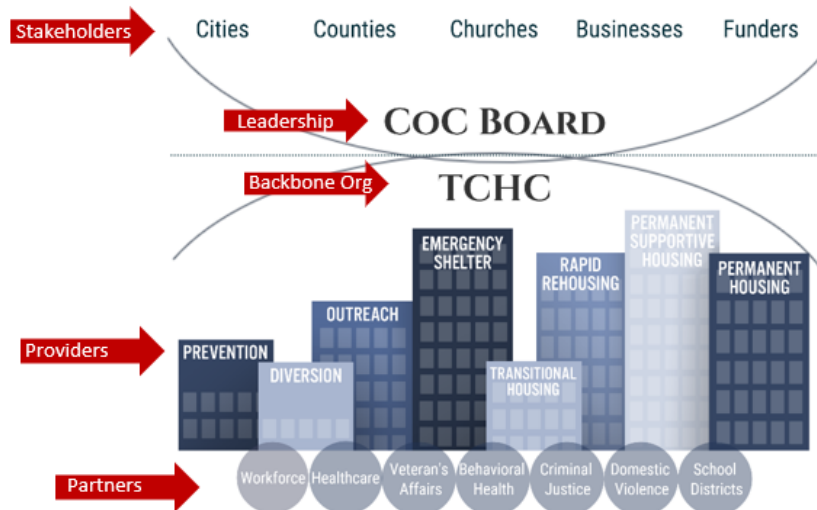 Stakeholders
Cities Counties Churches Businesses Funders
Leadership
CoC Board
Backbone Org
TCHC
Providers
PREVENTION
DIVERSION
OUTREACH
EMERGENCY
SHELTER
TRANSITIONAL
HOUSING
RAPID
REHOUSING
PERMANENT
SUPPORTIVE
HOUSING
PERMANENT
HOUSING
Partners
Workforce
Healthcare
Veteran's
Affairs
Behavioral
Health
Criminal
Justice
Domestic
Violence
School
Districts